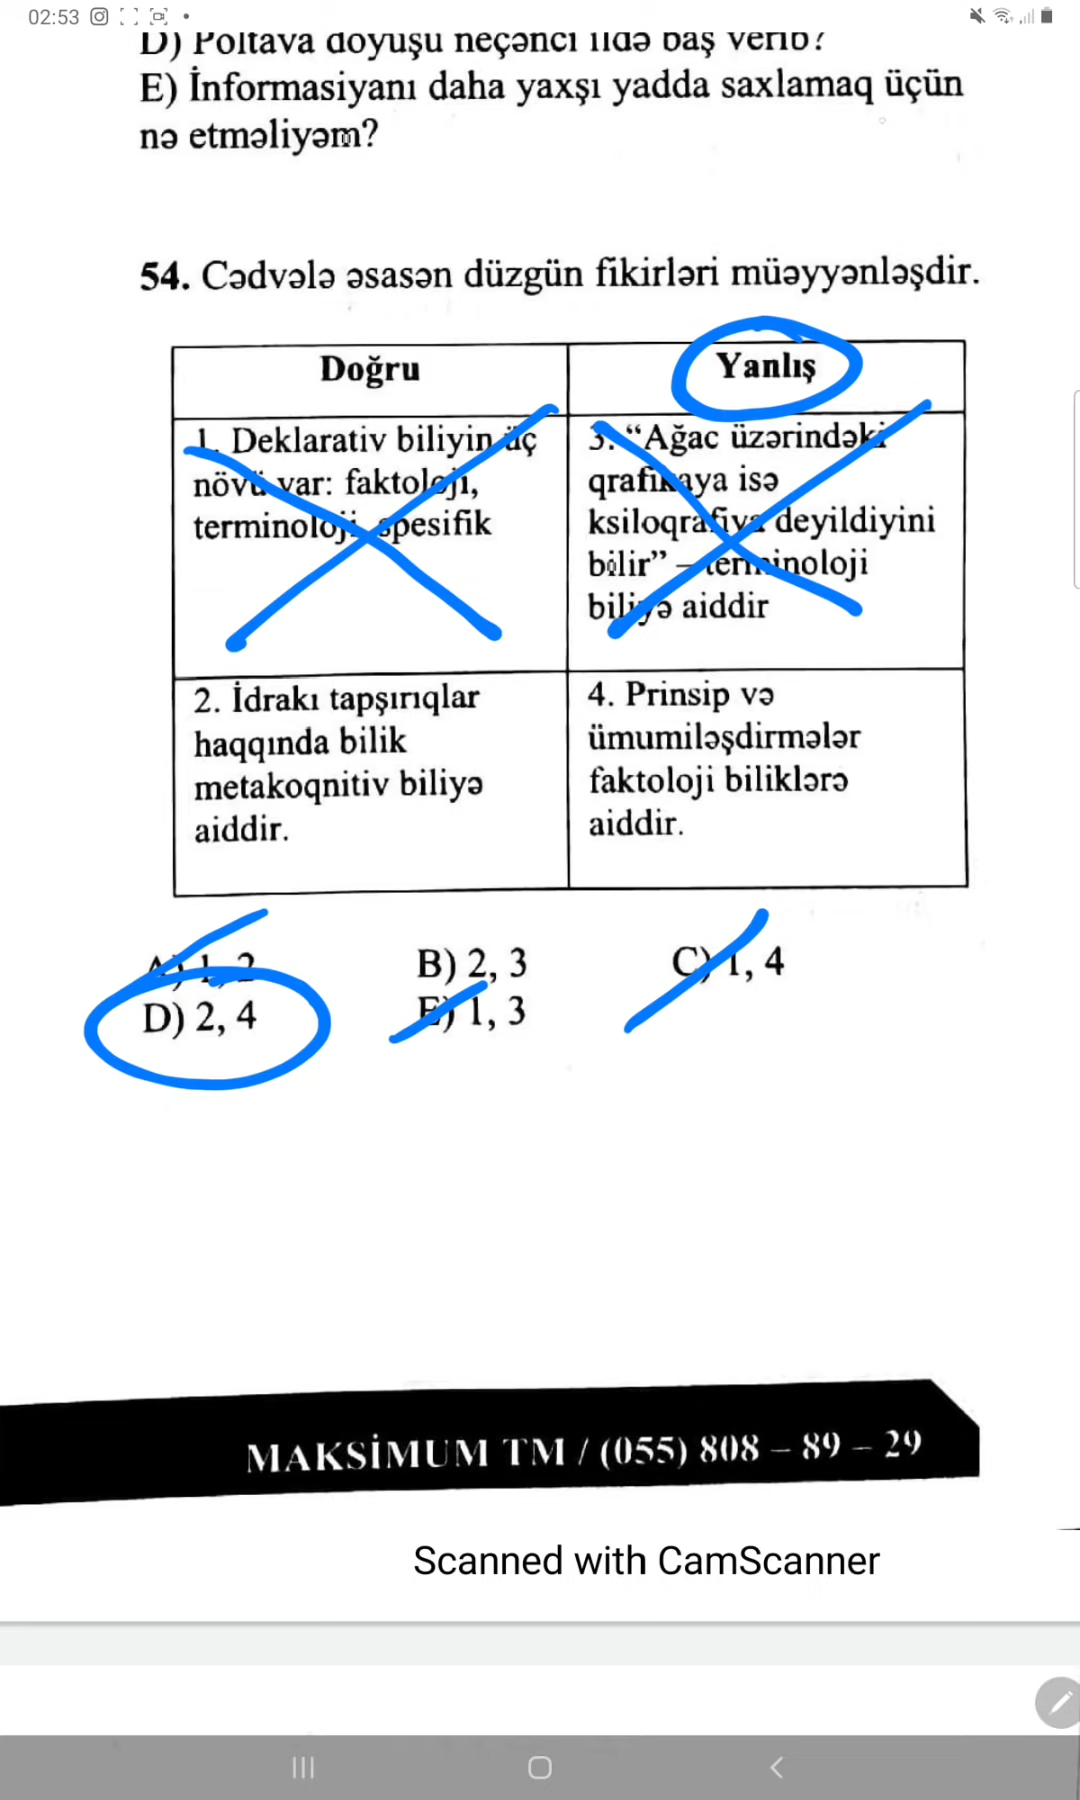 02:53
D) Poltava döyüşü neçənci ildə baş verib?
E) İnformasiyanı daha yaxşı yadda saxlamaq üçün
nə etməliyəm?
54. Cədvələ əsasən düzgün fikirləri müəyyənləşdir.
Doğru
Yanlış
1. Deklarativ biliyin üç
növü var: faktoloji,
terminoloji, spesifik
3. “Ağac üzərindəki
qrafikaya isə
ksiloqrafiya deyildiyini
bilir” – terminoloji
biliyə aiddir
2. İdrakı tapşırıqlar
haqqında bilik
metakoqnitiv biliyə
aiddir.
4. Prinsip və
ümumiləşdirmələr
faktoloji biliklərə
aiddir.
A) 1, 2
B) 2, 3
C) 1, 4
D) 2, 4
E) 1, 3
MAKSİMUM TM / (055) 808 – 89 – 29
Scanned with CamScanner